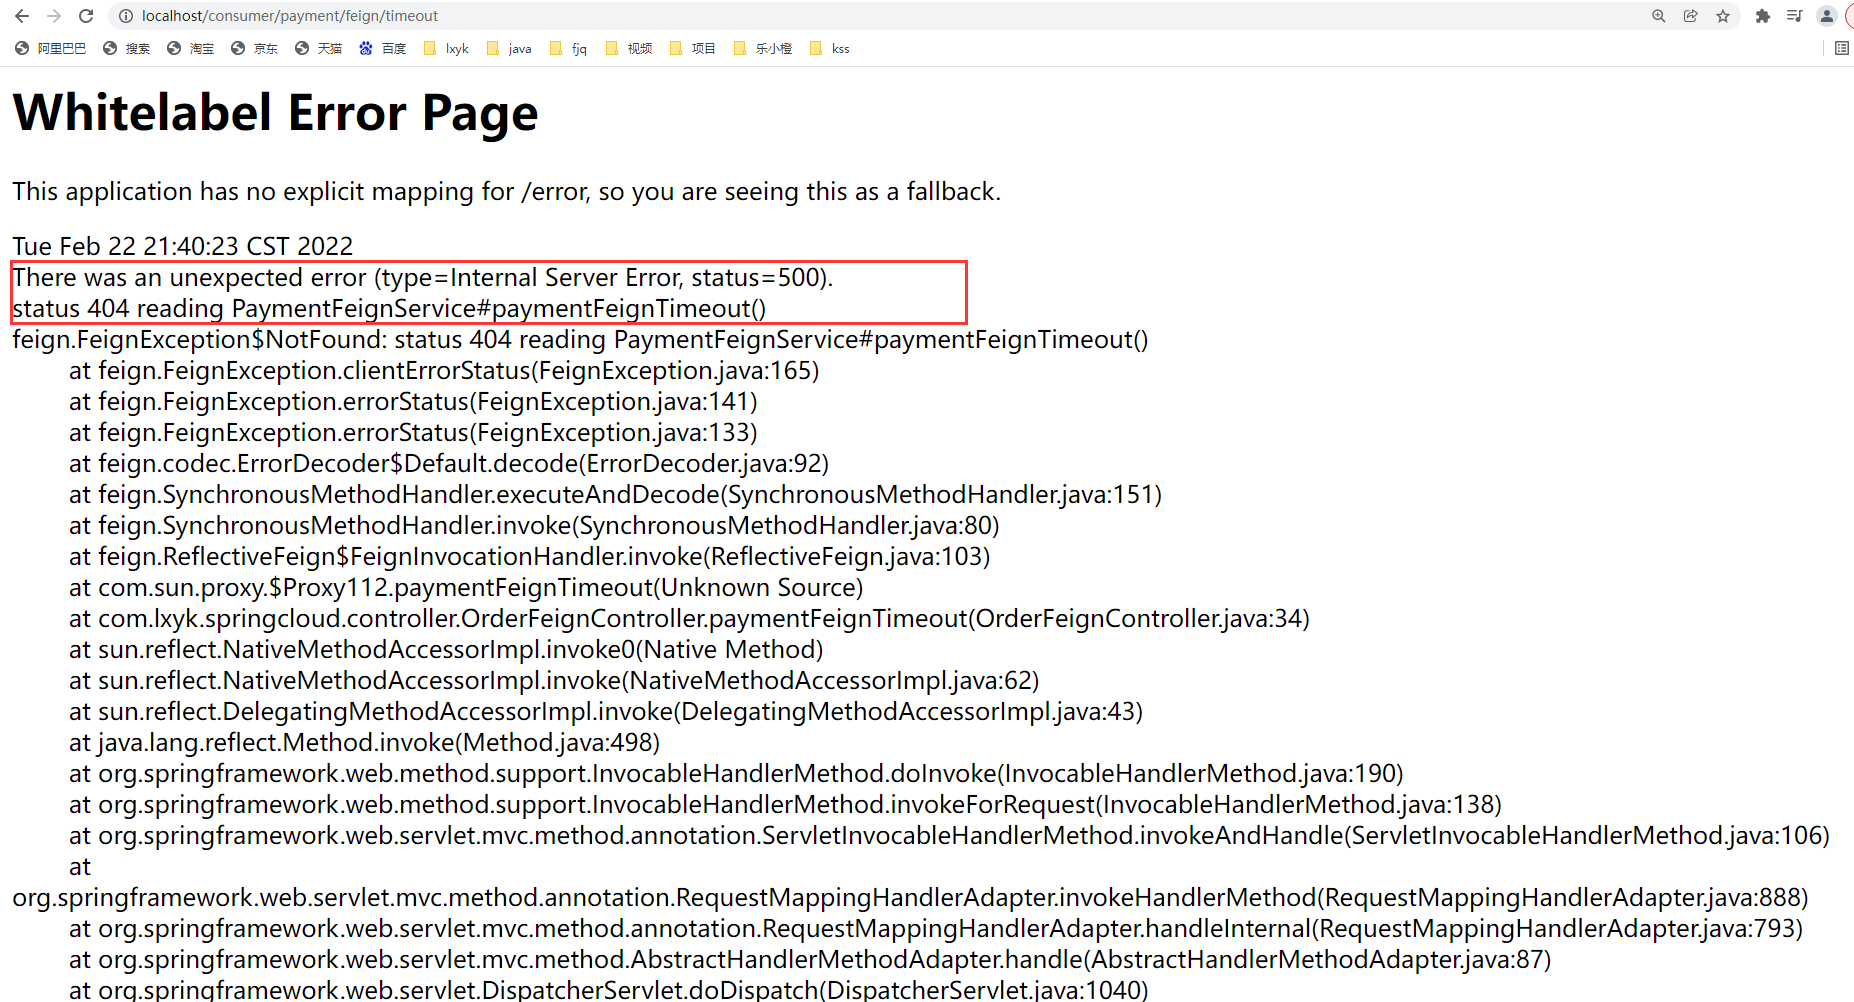 localhost/consumer/payment/feign/timeout
阿里巴巴 搜索 淘宝 京东 天猫 百度 lxyk java fjq 视频 项目 乐小橙 kss
Whitelabel Error Page
This application has no explicit mapping for /error, so you are seeing this as a fallback.
Tue Feb 22 21:40:23 CST 2022
There was an unexpected error (type=Internal Server Error, status=500).
status 404 reading PaymentFeignService#paymentFeignTimeout()
feign.FeignException$NotFound: status 404 reading PaymentFeignService#paymentFeignTimeout()
at feign.FeignException.clientErrorStatus(FeignException.java:165)
at feign.FeignException.errorStatus(FeignException.java:141)
at feign.FeignException.errorStatus(FeignException.java:133)
at feign.codec.ErrorDecoder$Default.decode(ErrorDecoder.java:92)
at feign.SynchronousMethodHandler.executeAndDecode(SynchronousMethodHandler.java:151)
at feign.SynchronousMethodHandler.invoke(SynchronousMethodHandler.java:80)
at feign.ReflectiveFeign$FeignInvocationHandler.invoke(ReflectiveFeign.java:103)
at com.sun.proxy.$Proxy112.paymentFeignTimeout(Unknown Source)
at com.lxyk.springcloud.controller.OrderFeignController.paymentFeignTimeout(OrderFeignController.java:34)
at sun.reflect.NativeMethodAccessorImpl.invoke0(Native Method)
at sun.reflect.NativeMethodAccessorImpl.invoke(NativeMethodAccessorImpl.java:62)
at sun.reflect.DelegatingMethodAccessorImpl.invoke(DelegatingMethodAccessorImpl.java:43)
at java.lang.reflect.Method.invoke(Method.java:498)
at org.springframework.web.method.support.InvocableHandlerMethod.doInvoke(InvocableHandlerMethod.java:190)
at org.springframework.web.method.support.InvocableHandlerMethod.invokeForRequest(InvocableHandlerMethod.java:138)
at org.springframework.web.servlet.mvc.method.annotation.ServletInvocableHandlerMethod.invokeAndHandle(ServletInvocableHandlerMethod.java:106)
at
org.springframework.web.servlet.mvc.method.annotation.RequestMappingHandlerAdapter.invokeHandlerMethod(RequestMappingHandlerAdapter.java:888)
at org.springframework.web.servlet.mvc.method.annotation.RequestMappingHandlerAdapter.handleInternal(RequestMappingHandlerAdapter.java:793)
at org.springframework.web.servlet.mvc.method.AbstractHandlerMethodAdapter.handle(AbstractHandlerMethodAdapter.java:87)
at org.springframework.web.servlet.DispatcherServlet.doDispatch(DispatcherServlet.java:1040)